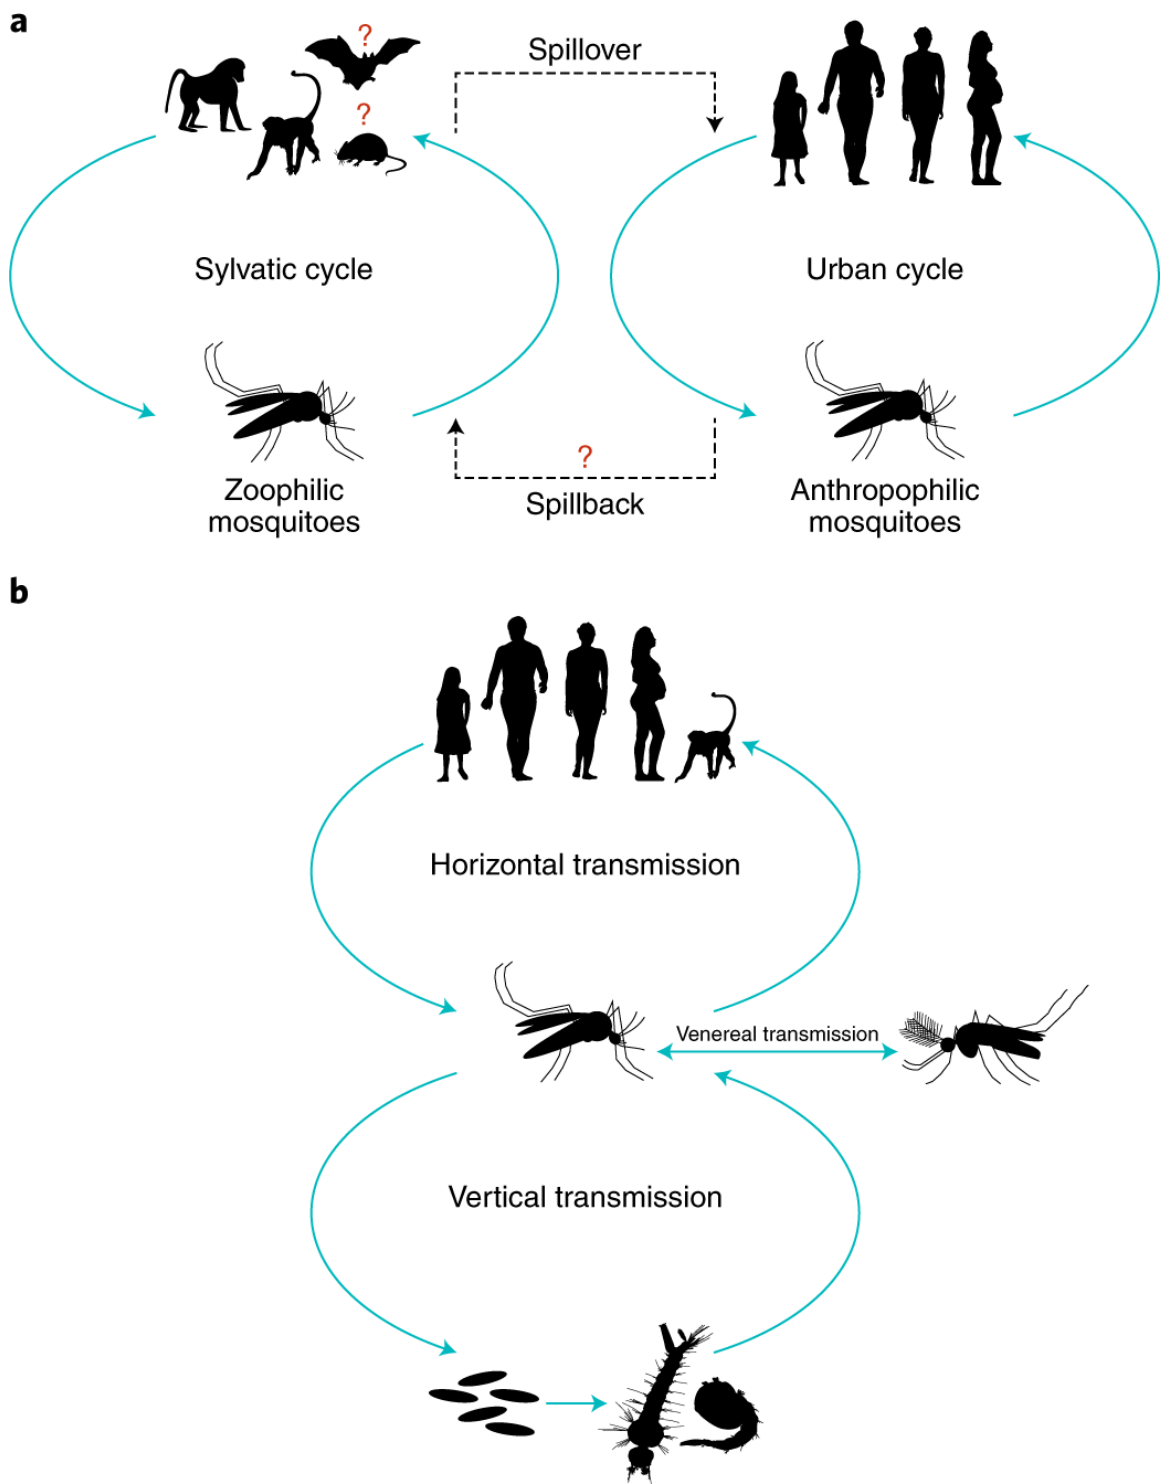 a
?
Spillover
?
Sylvatic cycle
Urban cycle
?
Zoophilic
mosquitoes
Spillback
Anthropophilic
mosquitoes
b
Horizontal transmission
Venereal transmission
Vertical transmission